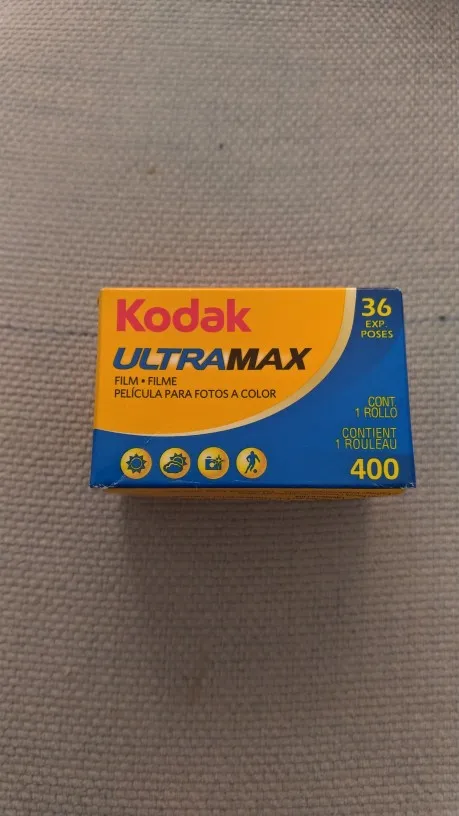 Kodak
ULTRAMAX
FILM • FILME
PELÍCULA PARA FOTOS A COLOR
36
EXP.
POSES
CONT.
1 ROLLO
CONTIENT
1 ROULEAU
400